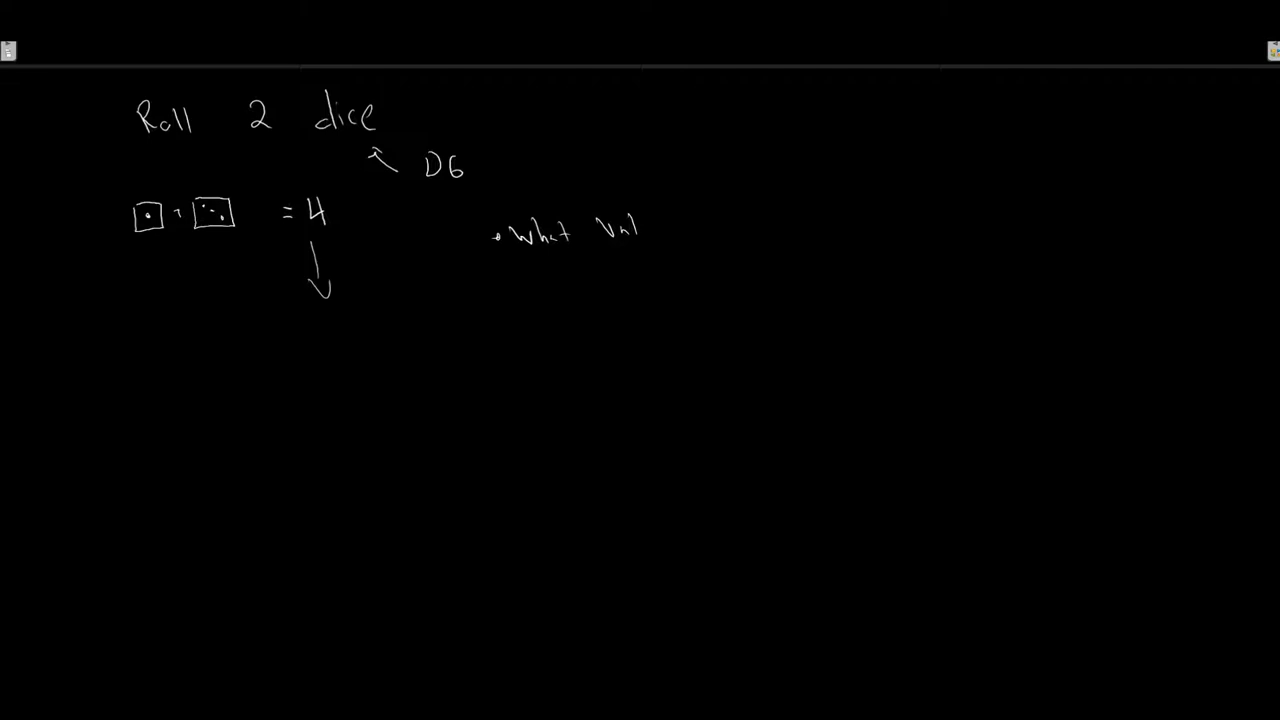 Roll 2 dice
D6
+ = 4
• What Val